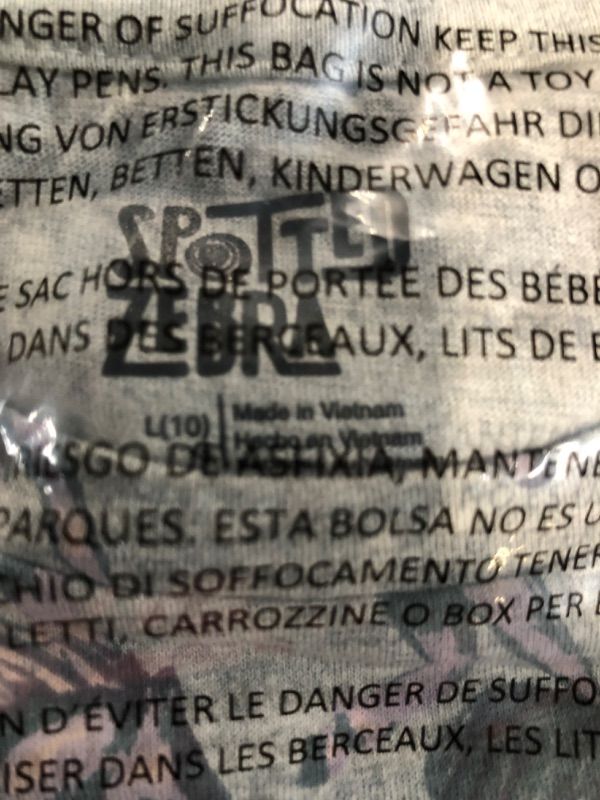 NGER OF SUFFOCATION KEEP THIS
LAY PENS. THIS BAG IS NOT A TOY
NG VON ERSTICKUNGSGEFAHR DI
ETTEN, BETTEN, KINDERWAGEN O
SPOTTED
E SAC HORS DE PORTÉE DES BÉBÉ
ZEBRA
DANS DES BERCEAUX, LITS DE B
L(10) Made in Vietnam
Hecho en Vietnam
RIESGO DE ASFIXIA, MANTENE
PARQUES. ESTA BOLSA NO ES U
CHIO DI SOFFOCAMENTO TENER
LETTI, CARROZZINE O BOX PER
N D'ÉVITER LE DANGER DE SUFFO
ISER DANS LES BERCEAUX, LES LIT